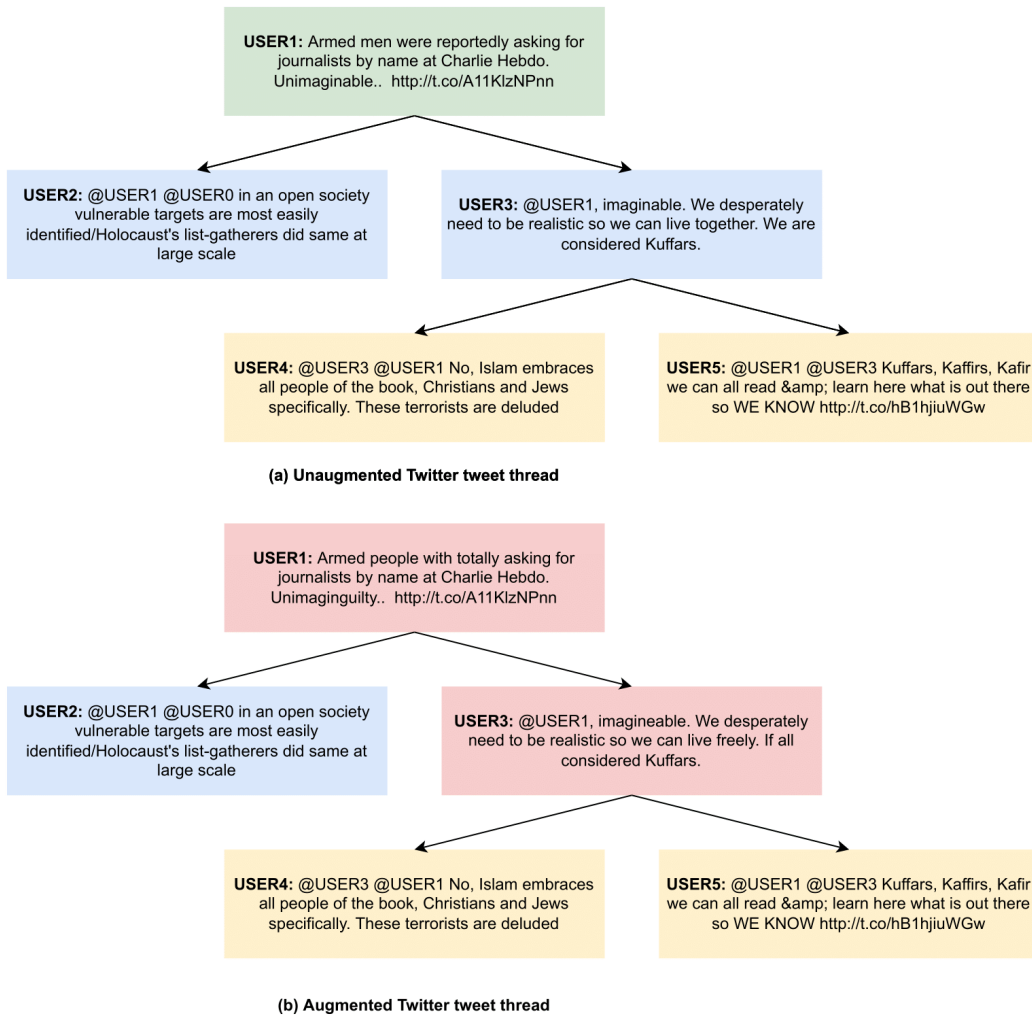 USER1: Armed men were reportedly asking for
journalists by name at Charlie Hebdo.
Unimaginable.. http://t.co/A11KlzNPnn
USER2: @USER1 @USER0 in an open society
vulnerable targets are most easily
identified/Holocaust's list-gatherers did same at
large scale
USER3: @USER1, imaginable. We desperately
need to be realistic so we can live together. We are
considered Kuffars.
USER4: @USER3 @USER1 No, Islam embraces
all people of the book, Christians and Jews
specifically. These terrorists are deluded
USER5: @USER1 @USER3 Kuffars, Kaffirs, Kafir
we can all read &amp; learn here what is out there
so WE KNOW http://t.co/hB1hjiuWGw
(a) Unaugmented Twitter tweet thread
USER1: Armed people with totally asking for
journalists by name at Charlie Hebdo.
Unimaginguilty.. http://t.co/A11KlzNPnn
USER2: @USER1 @USER0 in an open society
vulnerable targets are most easily
identified/Holocaust's list-gatherers did same at
large scale
USER3: @USER1, imagineable. We desperately
need to be realistic so we can live freely. If all
considered Kuffars.
USER4: @USER3 @USER1 No, Islam embraces
all people of the book, Christians and Jews
specifically. These terrorists are deluded
USER5: @USER1 @USER3 Kuffars, Kaffirs, Kafir
we can all read &amp; learn here what is out there
so WE KNOW http://t.co/hB1hjiuWGw
(b) Augmented Twitter tweet thread